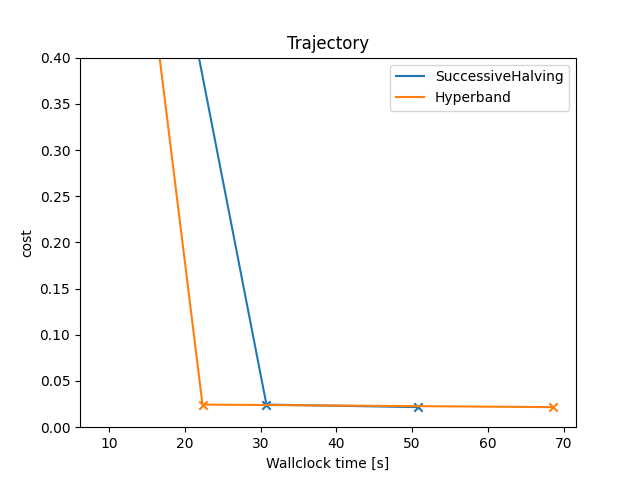 Trajectory
SuccessiveHalving
Hyperband
cost
0.40
0.35
0.30
0.25
0.20
0.15
0.10
0.05
0.00
10 20 30 40 50 60 70
Wallclock time [s]